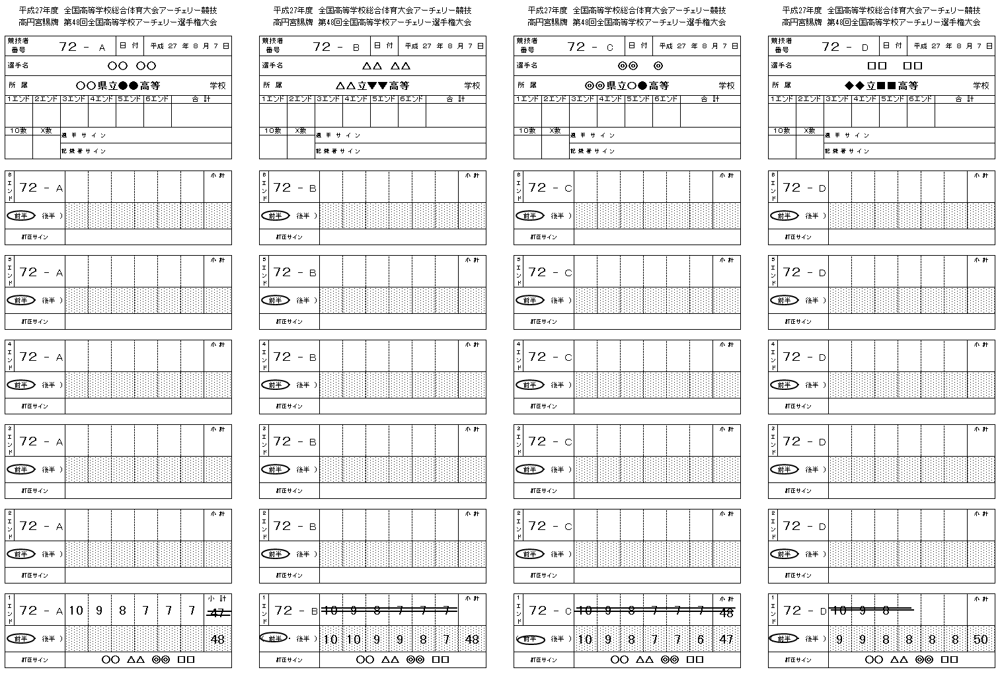 平成27年度 全国高等学校総合体育大会アーチェリー競技
高円宮賜牌 第48回全国高等学校アーチェリー選手権大会
競技者番号 72 - A 日付 平成 27 年 8 月 7 日
選手名 ○○ ○○
所属 ○○県立●●高等 学校
1エンド 2エンド 3エンド 4エンド 5エンド 6エンド 合計
10数 X数 選手サイン
記録者サイン
6エンド 72 - A 小計
前半 後半 )
訂正サイン
5エンド 72 - A 小計
前半 後半 )
訂正サイン
4エンド 72 - A 小計
前半 後半 )
訂正サイン
3エンド 72 - A 小計
前半 後半 )
訂正サイン
2エンド 72 - A 小計
前半 後半 )
訂正サイン
1エンド 72 - A 10 9 8 7 7 7 小計 47
前半 後半 ) 48
訂正サイン ○○ △△ ◎◎ □□
平成27年度 全国高等学校総合体育大会アーチェリー競技
高円宮賜牌 第48回全国高等学校アーチェリー選手権大会
競技者番号 72 - B 日付 平成 27 年 8 月 7 日
選手名 △△ △△
所属 △△立▼▼高等 学校
1エンド 2エンド 3エンド 4エンド 5エンド 6エンド 合計
10数 X数 選手サイン
記録者サイン
6エンド 72 - B 小計
前半 後半 )
訂正サイン
5エンド 72 - B 小計
前半 後半 )
訂正サイン
4エンド 72 - B 小計
前半 後半 )
訂正サイン
3エンド 72 - B 小計
前半 後半 )
訂正サイン
2エンド 72 - B 小計
前半 後半 )
訂正サイン
1エンド 72 - B 10 9 8 7 7 7 小計
( 前半 ・ 後半 ) 10 10 9 9 8 7 48
訂正サイン ○○ △△ ◎◎ □□
平成27年度 全国高等学校総合体育大会アーチェリー競技
高円宮賜牌 第48回全国高等学校アーチェリー選手権大会
競技者番号 72 - C 日付 平成 27 年 8 月 7 日
選手名 ◎◎ ◎
所属 ◎◎県立○●高等 学校
1エンド 2エンド 3エンド 4エンド 5エンド 6エンド 合計
10数 X数 選手サイン
記録者サイン
6エンド 72 - C 小計
前半 後半 )
訂正サイン
5エンド 72 - C 小計
前半 後半 )
訂正サイン
4エンド 72 - C 小計
前半 後半 )
訂正サイン
3エンド 72 - C 小計
前半 後半 )
訂正サイン
2エンド 72 - C 小計
前半 後半 )
訂正サイン
1エンド 72 - C 10 9 8 7 7 7 小計 48
( 前半 後半 ) 10 9 8 7 7 6 47
訂正サイン ○○ △△ ◎◎ □□
平成27年度 全国高等学校総合体育大会アーチェリー競技
高円宮賜牌 第48回全国高等学校アーチェリー選手権大会
競技者番号 72 - D 日付 平成 27 年 8 月 7 日
選手名 □□ □□
所属 ◆◆立■■高等 学校
1エンド 2エンド 3エンド 4エンド 5エンド 6エンド 合計
10数 X数 選手サイン
記録者サイン
6エンド 72 - D 小計
前半 後半 )
訂正サイン
5エンド 72 - D 小計
前半 後半 )
訂正サイン
4エンド 72 - D 小計
前半 後半 )
訂正サイン
3エンド 72 - D 小計
前半 後半 )
訂正サイン
2エンド 72 - D 小計
前半 後半 )
訂正サイン
1エンド 72 - D 10 9 8 小計
前半 後半 ) 9 9 8 8 8 8 50
訂正サイン ○○ △△ ◎◎ □□